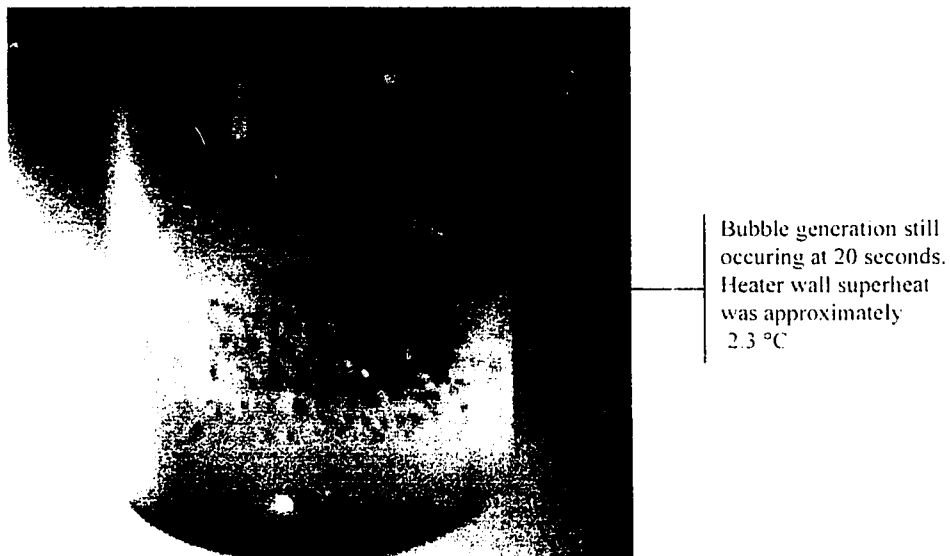 Bubble generation still
occuring at 20 seconds.
Heater wall superheat
was approximately
2.3 °C